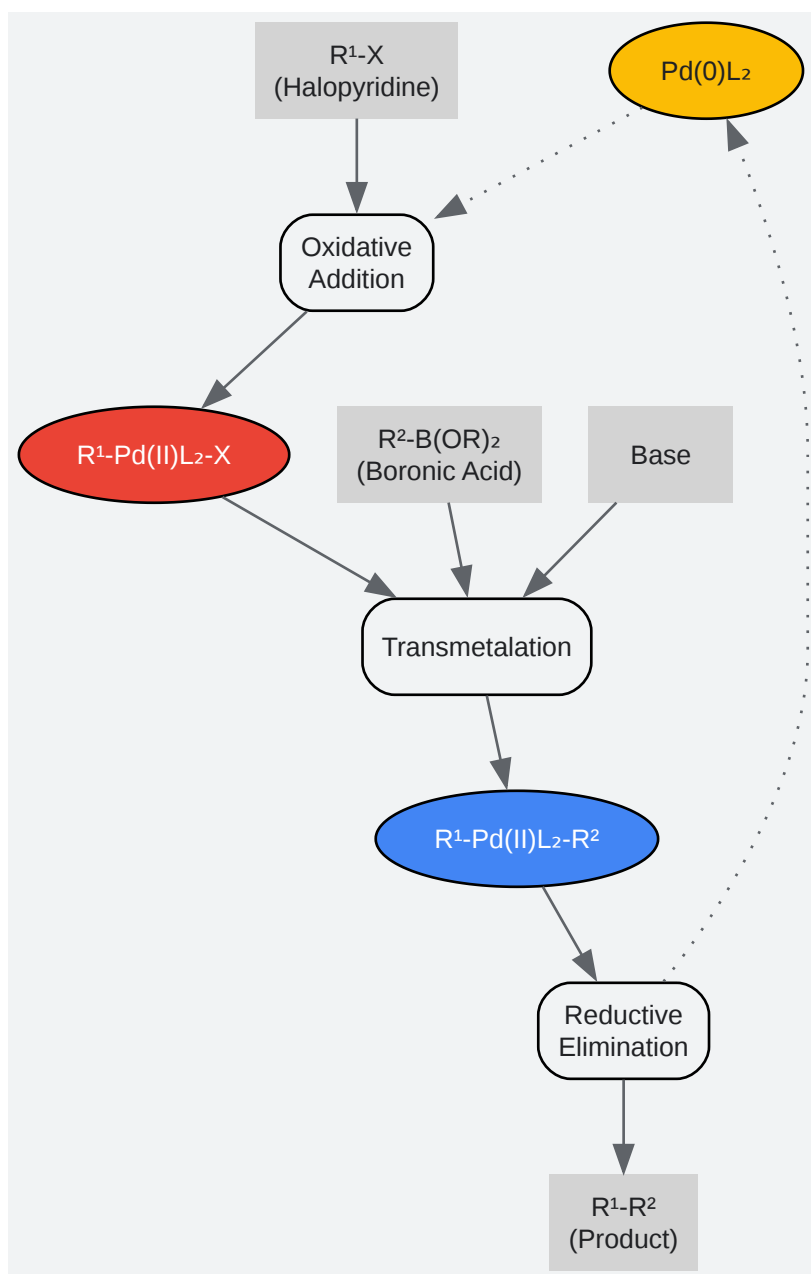 R¹-X
(Halopyridine)
Pd(0)L₂
Oxidative
Addition
R¹-Pd(II)L₂-X
R²-B(OR)₂
(Boronic Acid)
Base
Transmetalation
R¹-Pd(II)L₂-R²
Reductive
Elimination
R¹-R²
(Product)